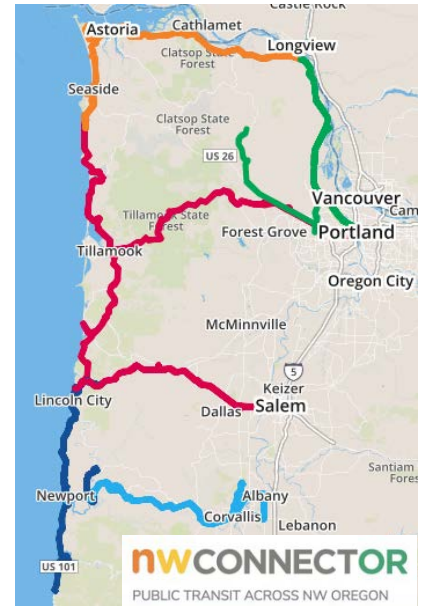 Castle Rock
Cathlamet
Astoria
Longview
Clatsop State
Forest
Seaside
Clatsop State
Forest
US 26
Vancouver
Cam
Tillamook State
Forest
Forest Grove
Portland
Tillamook
Oregon City
McMinnville
5
Keizer
Lincoln City
Dallas
Salem
Santiam
Fores
Newport
Albany
Corvallis
Lebanon
US 101
nwCONNECTOR
PUBLIC TRANSIT ACROSS NW OREGON